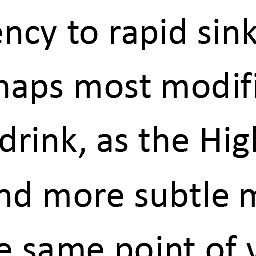 ency to rapid sink
haps most modifi
drink, as the High
nd more subtle m
e same point of v